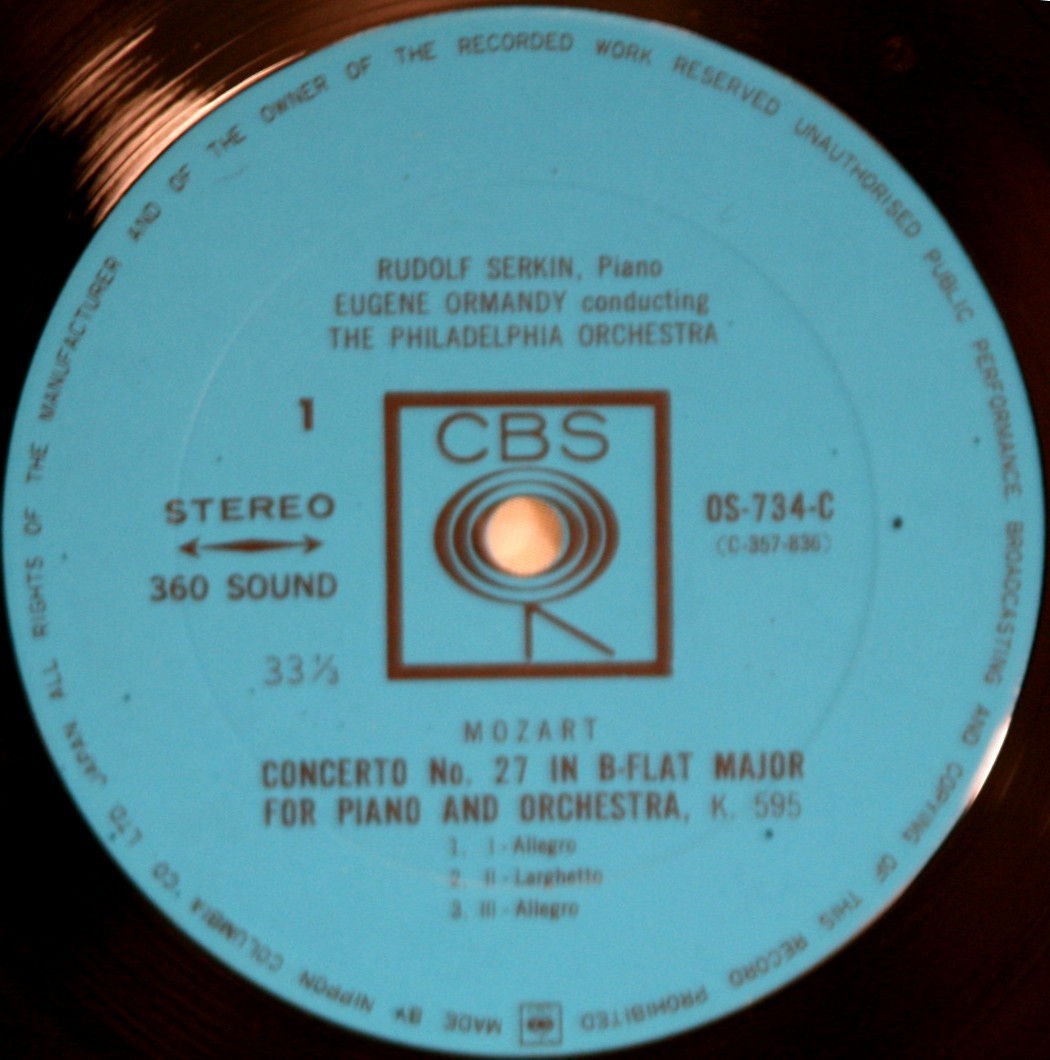 RUDOLF SERKIN, Piano
EUGENE ORMANDY conducting
THE PHILADELPHIA ORCHESTRA
1
CBS
STEREO
360 SOUND
33⅓
OS-734-C
(C-357-836)
MOZART
CONCERTO No. 27 IN B-FLAT MAJOR
FOR PIANO AND ORCHESTRA, K. 595
1. I - Allegro
2. II - Larghetto
3. III - Allegro
MADE BY NIPPON COLUMBIA CO. LTD. JAPAN ALL RIGHTS OF THE MANUFACTURER AND OF THE OWNER OF THE RECORDED WORK RESERVED UNAUTHORISED PUBLIC PERFORMANCE BROADCASTING AND COPYING OF THIS RECORD PROHIBITED